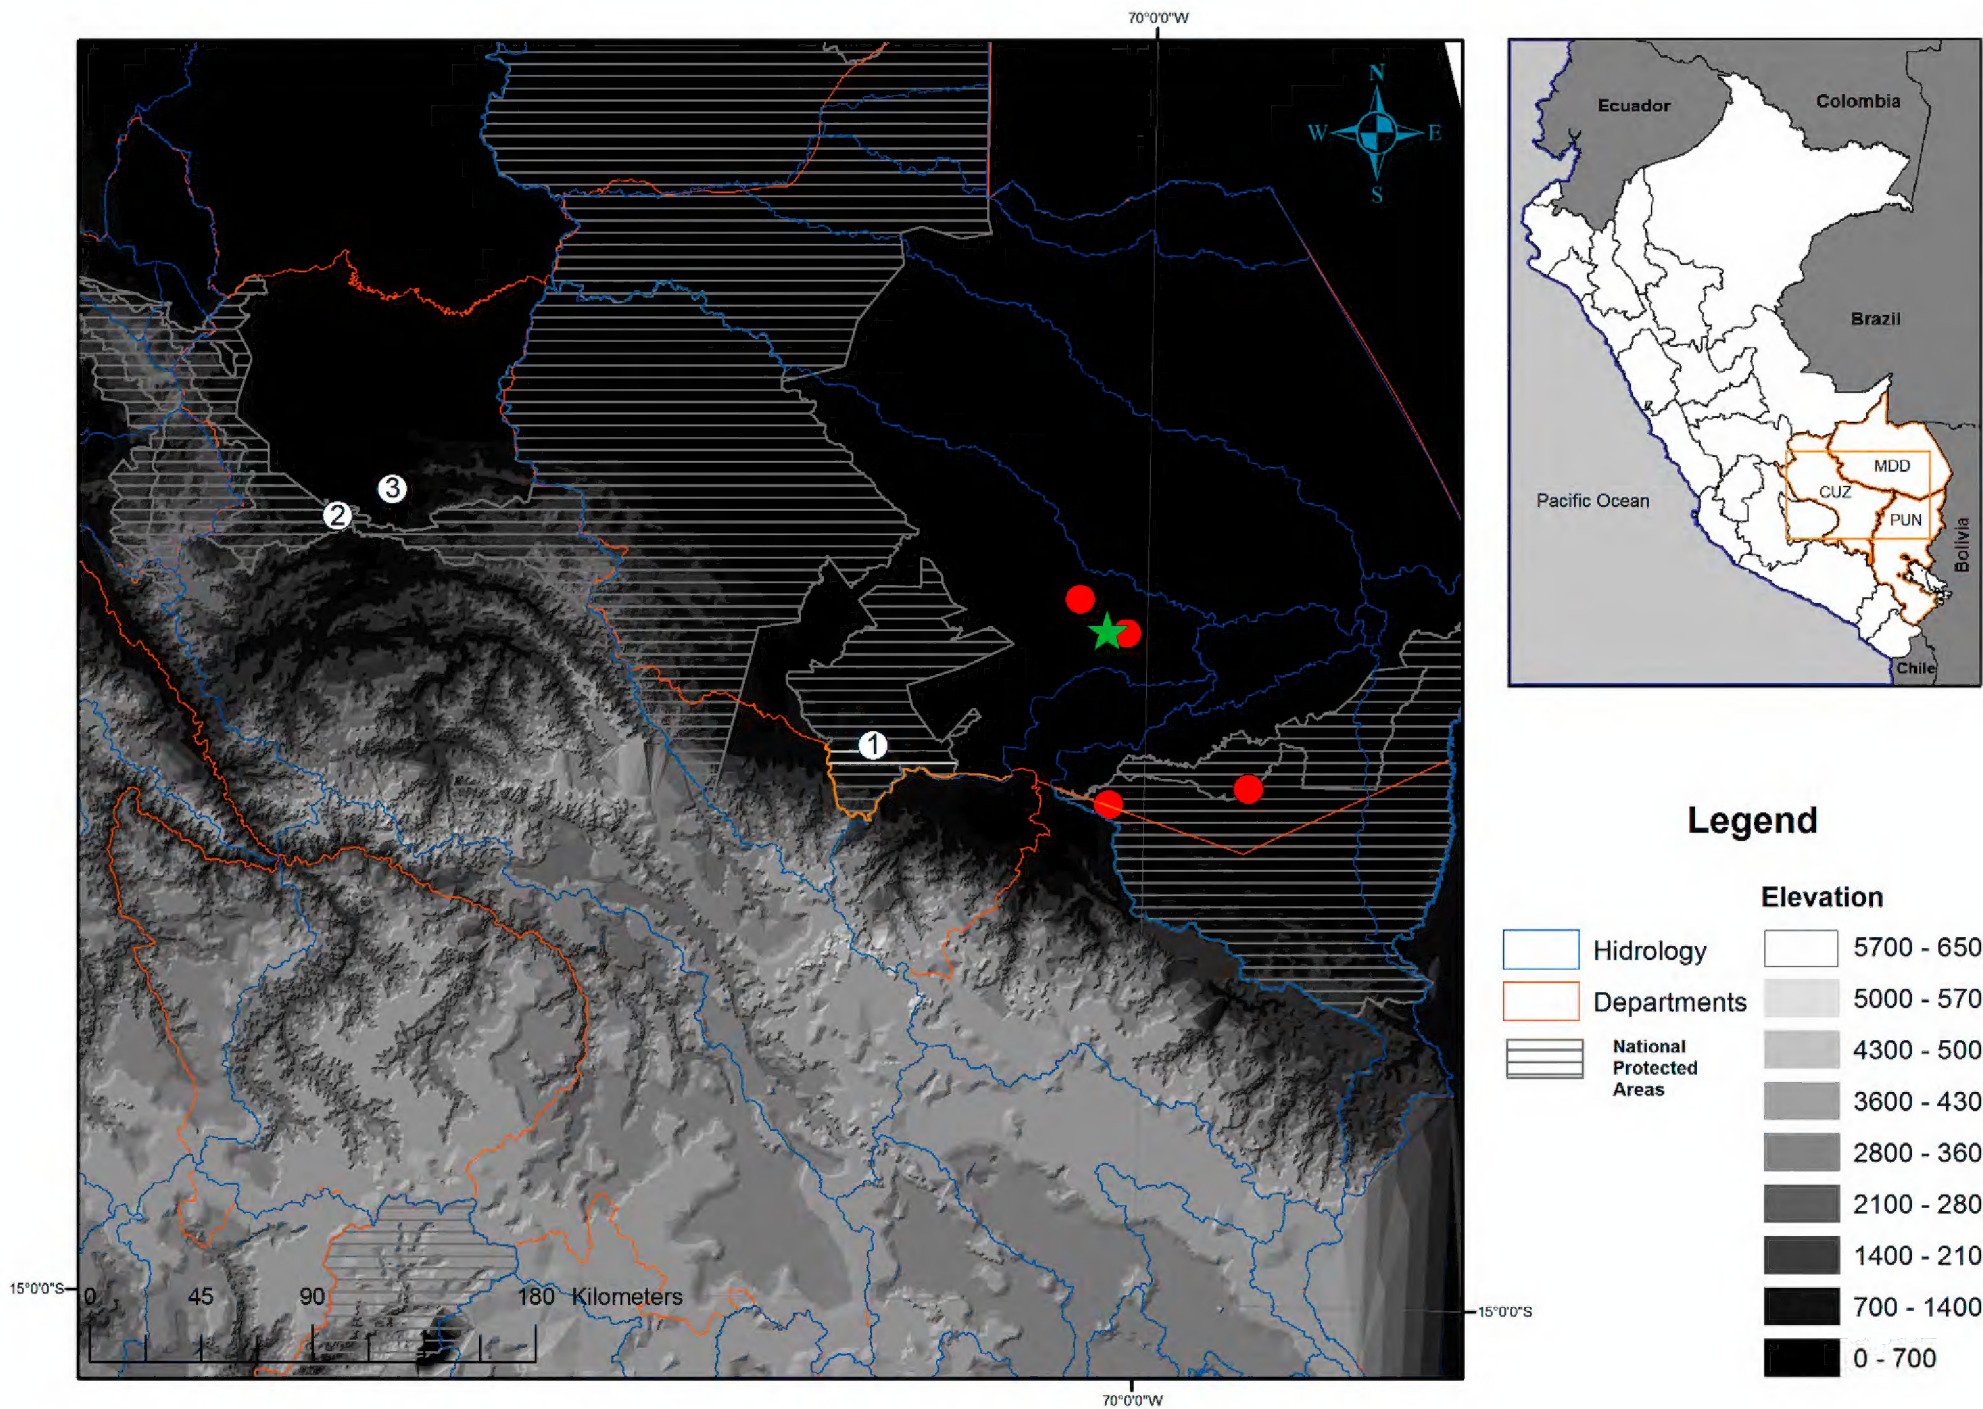 70°0'0"W
N
W
E
S
3
2
1
15°0'0"S
0 45 90 180 Kilometers
15°0'0"S
70°0'0"W
Ecuador
Colombia
Brazil
MDD
CUZ
PUN
Pacific Ocean
Bolivia
Chile
Legend
Elevation
Hidrology
Departments
National
Protected
Areas
5700 - 650
5000 - 570
4300 - 500
3600 - 430
2800 - 360
2100 - 280
1400 - 210
700 - 1400
0 - 700